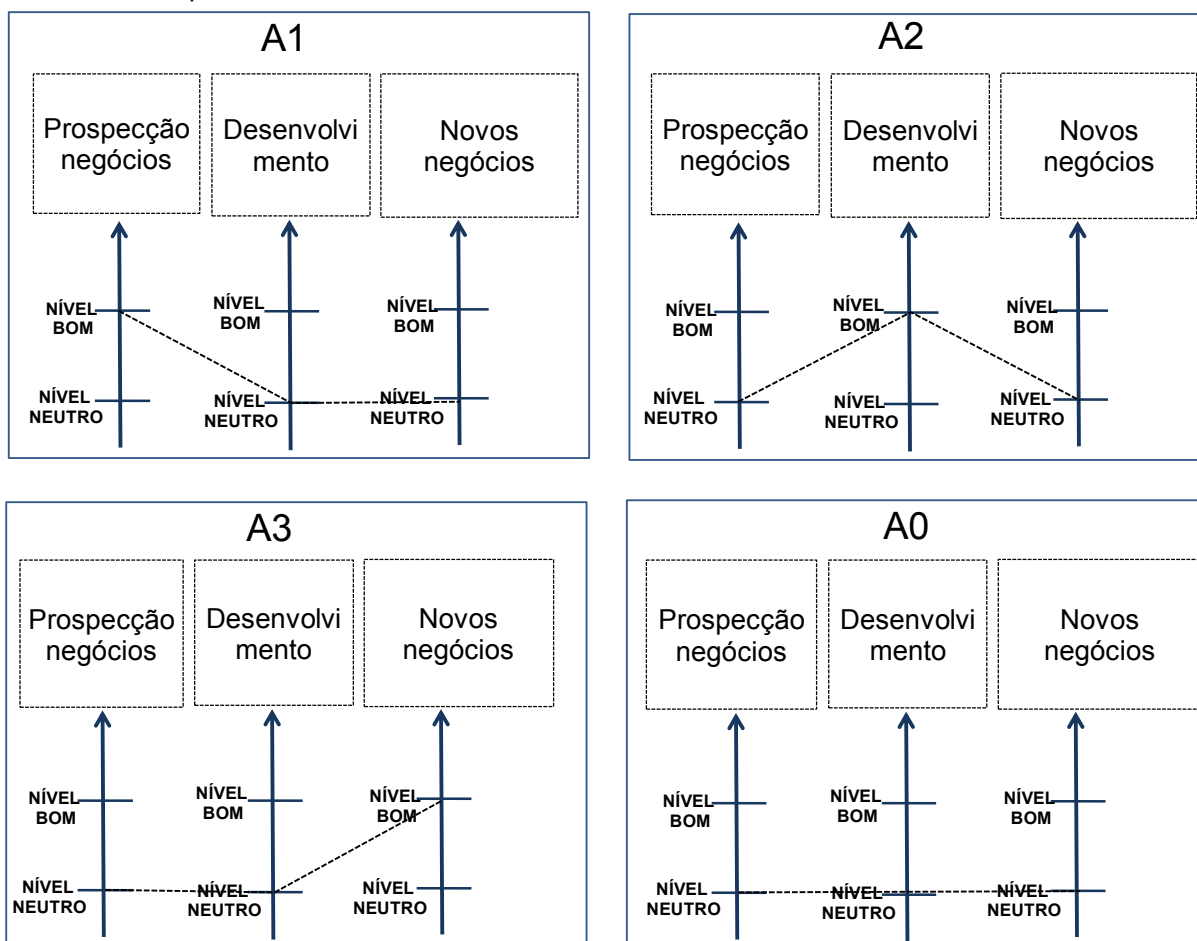 A1
Prospecção
negócios
Desenvolvi
mento
Novos
negócios
NÍVEL
BOM
NÍVEL
BOM
NÍVEL
BOM
NÍVEL
NEUTRO
NÍVEL
NEUTRO
NÍVEL
NEUTRO
A2
Prospecção
negócios
Desenvolvi
mento
Novos
negócios
NÍVEL
BOM
NÍVEL
BOM
NÍVEL
BOM
NÍVEL
NEUTRO
NÍVEL
NEUTRO
NÍVEL
NEUTRO
A3
Prospecção
negócios
Desenvolvi
mento
Novos
negócios
NÍVEL
BOM
NÍVEL
BOM
NÍVEL
BOM
NÍVEL
NEUTRO
NÍVEL
NEUTRO
NÍVEL
NEUTRO
A0
Prospecção
negócios
Desenvolvi
mento
Novos
negócios
NÍVEL
BOM
NÍVEL
BOM
NÍVEL
BOM
NÍVEL
NEUTRO
NÍVEL
NEUTRO
NÍVEL
NEUTRO